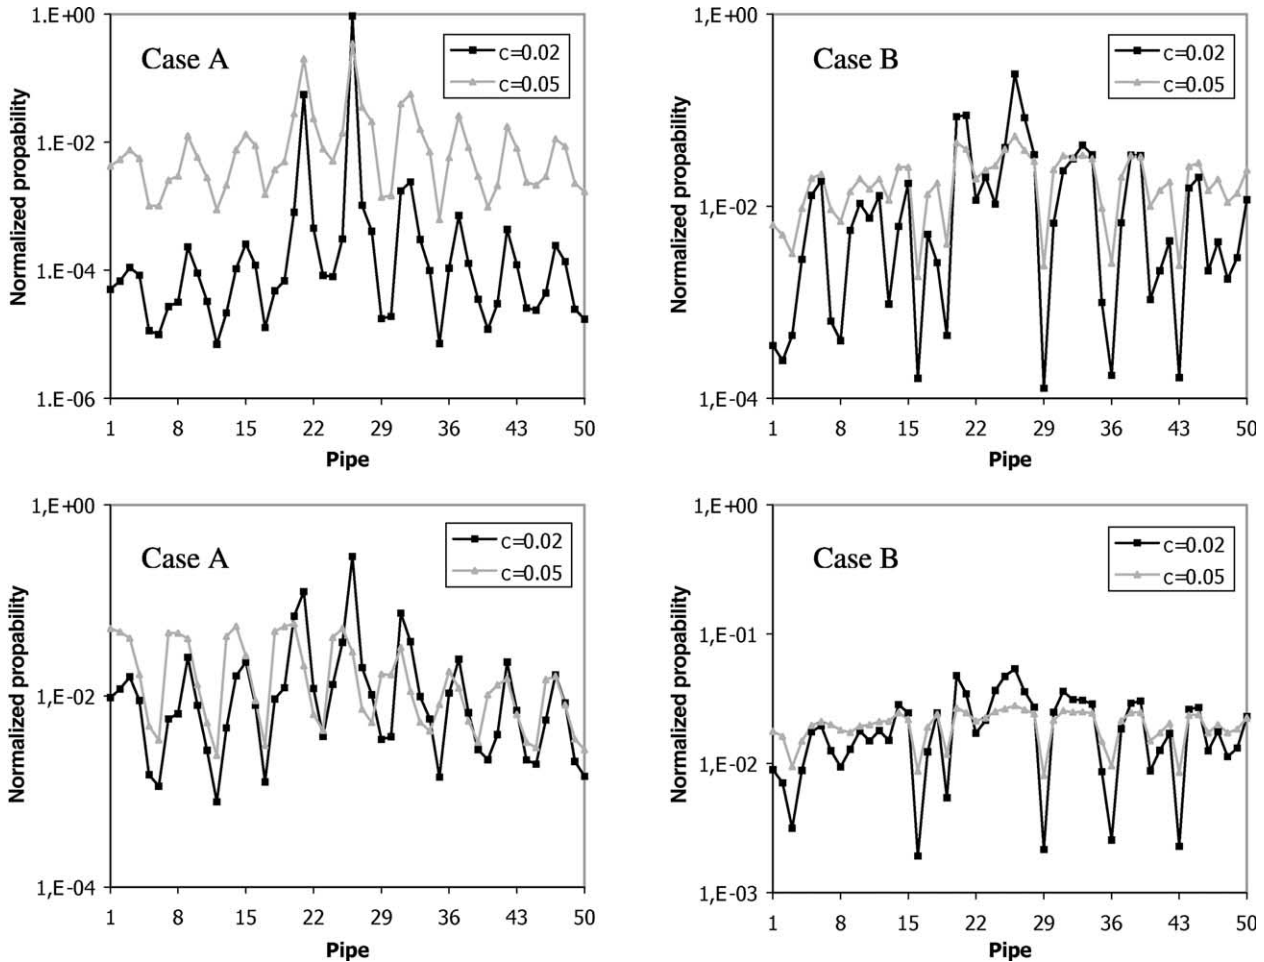 1.E+00
Case A
c=0.02
c=0.05
1.E-02
1.E-04
1.E-06
Normalized propability
1 8 15 22 29 36 43 50
Pipe
1,E+00
Case B
c=0.02
c=0.05
1,E-02
1,E-04
Normalized propability
1 8 15 22 29 36 43 50
Pipe
1,E+00
Case A
c=0.02
c=0.05
1,E-02
1,E-04
Normalized propability
1 8 15 22 29 36 43 50
Pipe
1,E+00
Case B
c=0.02
c=0.05
1,E-01
1,E-02
1,E-03
Normalized propability
1 8 15 22 29 36 43 50
Pipe